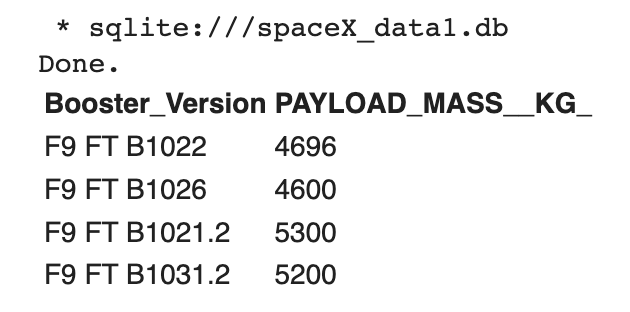 * sqlite:///spaceX_data1.db
Done.
Booster_Version PAYLOAD_MASS__KG_
F9 FT B1022 4696
F9 FT B1026 4600
F9 FT B1021.2 5300
F9 FT B1031.2 5200